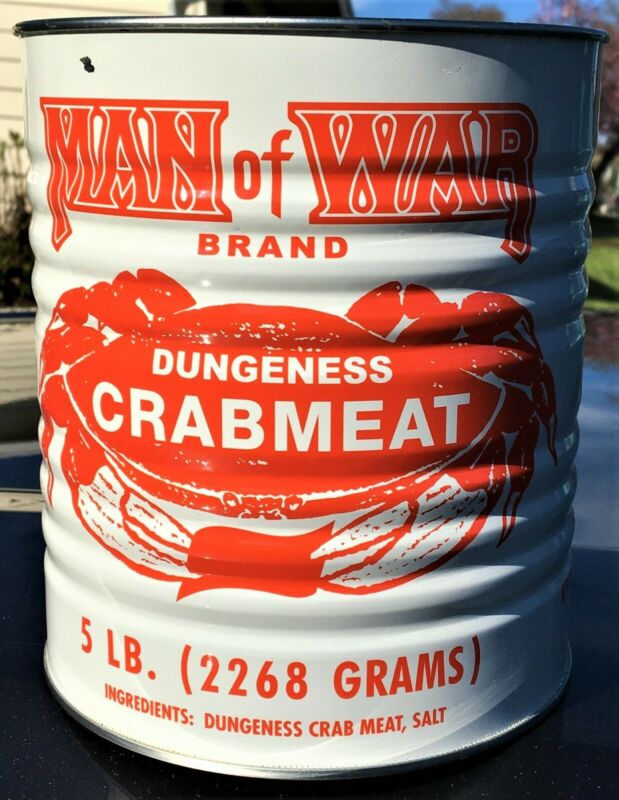 MAN of WAR
BRAND
DUNGENESS
CRABMEAT
5 LB. (2268 GRAMS)
INGREDIENTS: DUNGENESS CRAB MEAT, SALT